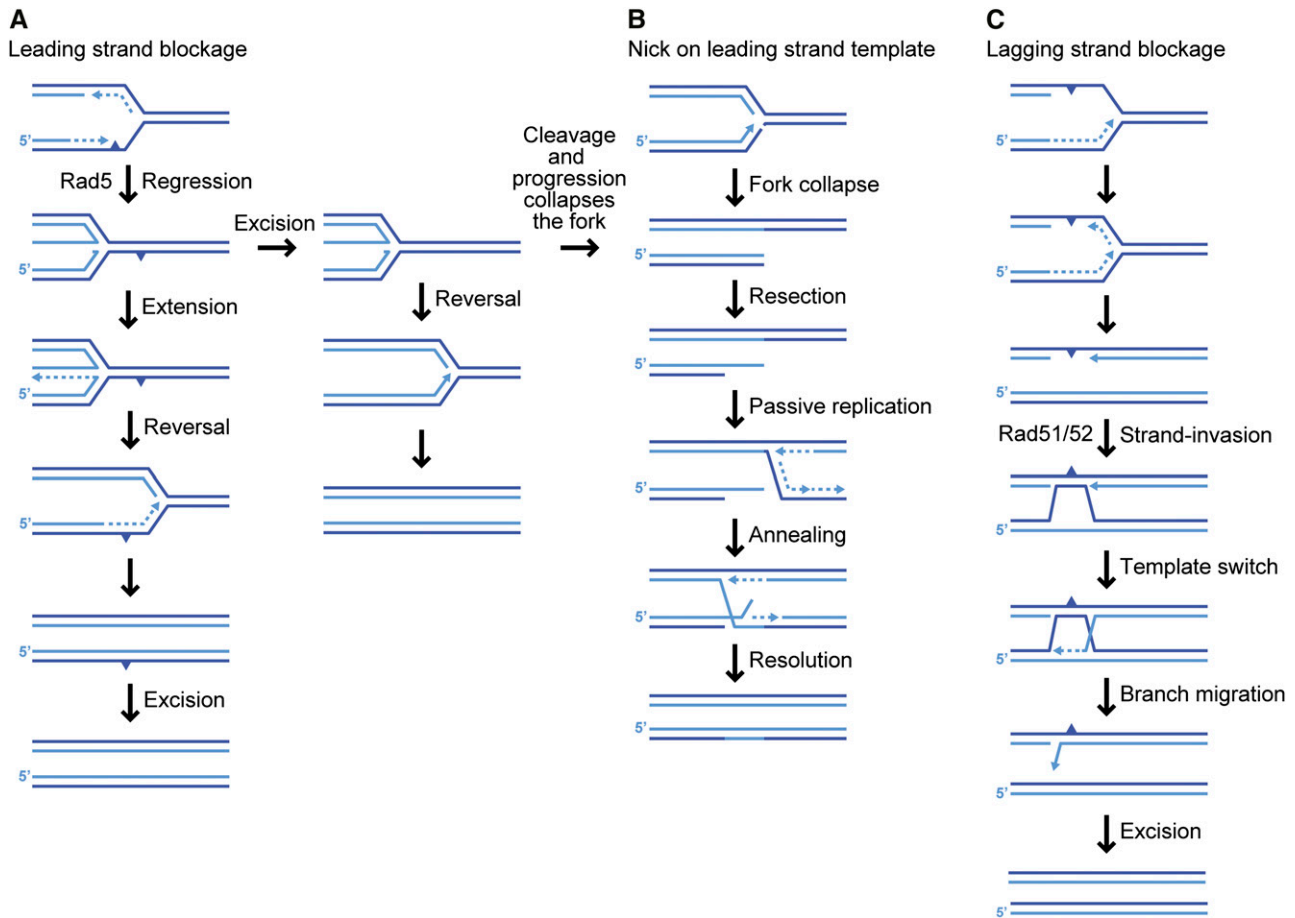 A
Leading strand blockage
5'
Rad5
Regression
5'
Excision
5'
Extension
Reversal
5'
Reversal
5'
5'
Excision
5'
Cleavage
and
progression
collapses
the fork
B
Nick on leading strand template
5'
Fork collapse
5'
Resection
5'
Passive replication
5'
Annealing
5'
Resolution
5'
C
Lagging strand blockage
5'
5'
5'
Rad51/52
Strand-invasion
5'
Template switch
5'
Branch migration
5'
Excision
5'